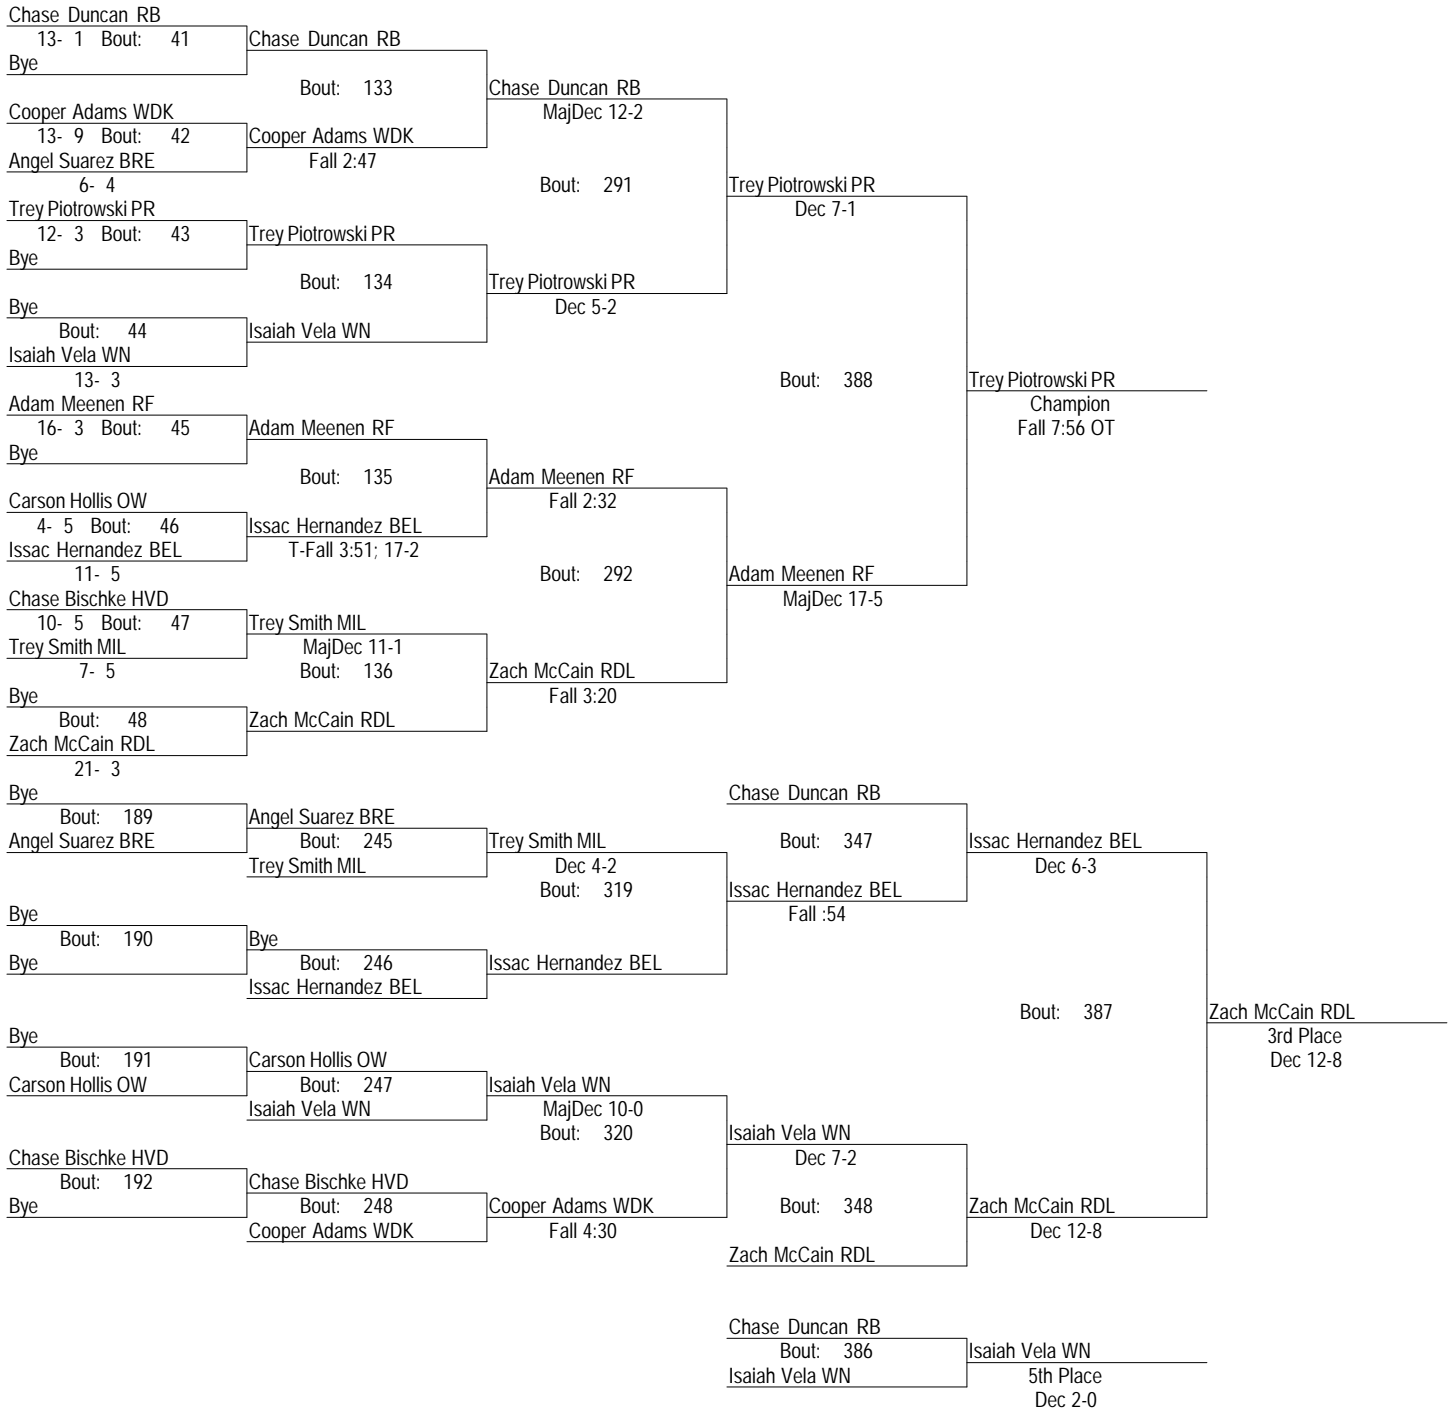 Chase Duncan RB
13- 1 Bout: 41
Chase Duncan RB
Bye
Bout: 133
Chase Duncan RB
MajDec 12-2
Cooper Adams WDK
13- 9 Bout: 42
Cooper Adams WDK
Angel Suarez BRE
Fall 2:47
6- 4
Bout: 291
Trey Piotrowski PR
Dec 7-1
Trey Piotrowski PR
12- 3 Bout: 43
Trey Piotrowski PR
Bye
Bout: 134
Trey Piotrowski PR
Dec 5-2
Bye
Bout: 44
Isaiah Vela WN
Isaiah Vela WN
13- 3
Bout: 388
Trey Piotrowski PR
Champion
Fall 7:56 OT
Adam Meenen RF
16- 3 Bout: 45
Adam Meenen RF
Bye
Bout: 135
Adam Meenen RF
Fall 2:32
Carson Hollis OW
4- 5 Bout: 46
Issac Hernandez BEL
Issac Hernandez BEL
T-Fall 3:51; 17-2
11- 5
Bout: 292
Adam Meenen RF
MajDec 17-5
Chase Bischke HVD
10- 5 Bout: 47
Trey Smith MIL
Trey Smith MIL
MajDec 11-1
7- 5
Bout: 136
Zach McCain RDL
Fall 3:20
Bye
Bout: 48
Zach McCain RDL
Zach McCain RDL
21- 3
Bye
Bout: 189
Angel Suarez BRE
Angel Suarez BRE
Bout: 245
Trey Smith MIL
Trey Smith MIL
Dec 4-2
Bout: 319
Chase Duncan RB
Bout: 347
Issac Hernandez BEL
Dec 6-3
Issac Hernandez BEL
Fall :54
Bye
Bout: 190
Bye
Bye
Bout: 246
Issac Hernandez BEL
Issac Hernandez BEL
Bout: 387
Zach McCain RDL
3rd Place
Dec 12-8
Bye
Bout: 191
Carson Hollis OW
Carson Hollis OW
Bout: 247
Isaiah Vela WN
Isaiah Vela WN
MajDec 10-0
Bout: 320
Isaiah Vela WN
Dec 7-2
Chase Bischke HVD
Bout: 192
Chase Bischke HVD
Bye
Bout: 248
Cooper Adams WDK
Cooper Adams WDK
Fall 4:30
Bout: 348
Zach McCain RDL
Dec 12-8
Zach McCain RDL
Chase Duncan RB
Bout: 386
Isaiah Vela WN
Isaiah Vela WN
5th Place
Dec 2-0